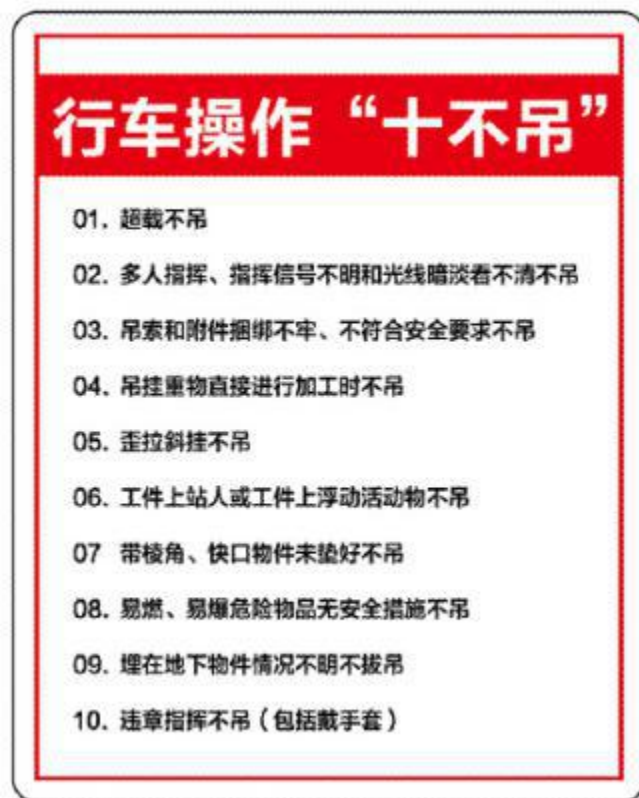 行车操作“十不吊”
01. 超载不吊
02. 多人指挥、指挥信号不明和光线暗淡看不清不吊
03. 吊索和附件捆绑不牢、不符合安全要求不吊
04. 吊挂重物直接进行加工时不吊
05. 歪拉斜挂不吊
06. 工件上站人或工件上浮动活动物不吊
07 带棱角、快口物件未垫好不吊
08. 易燃、易爆危险物品无安全措施不吊
09. 埋在地下物件情况不明不拔吊
10. 违章指挥不吊（包括戴手套）